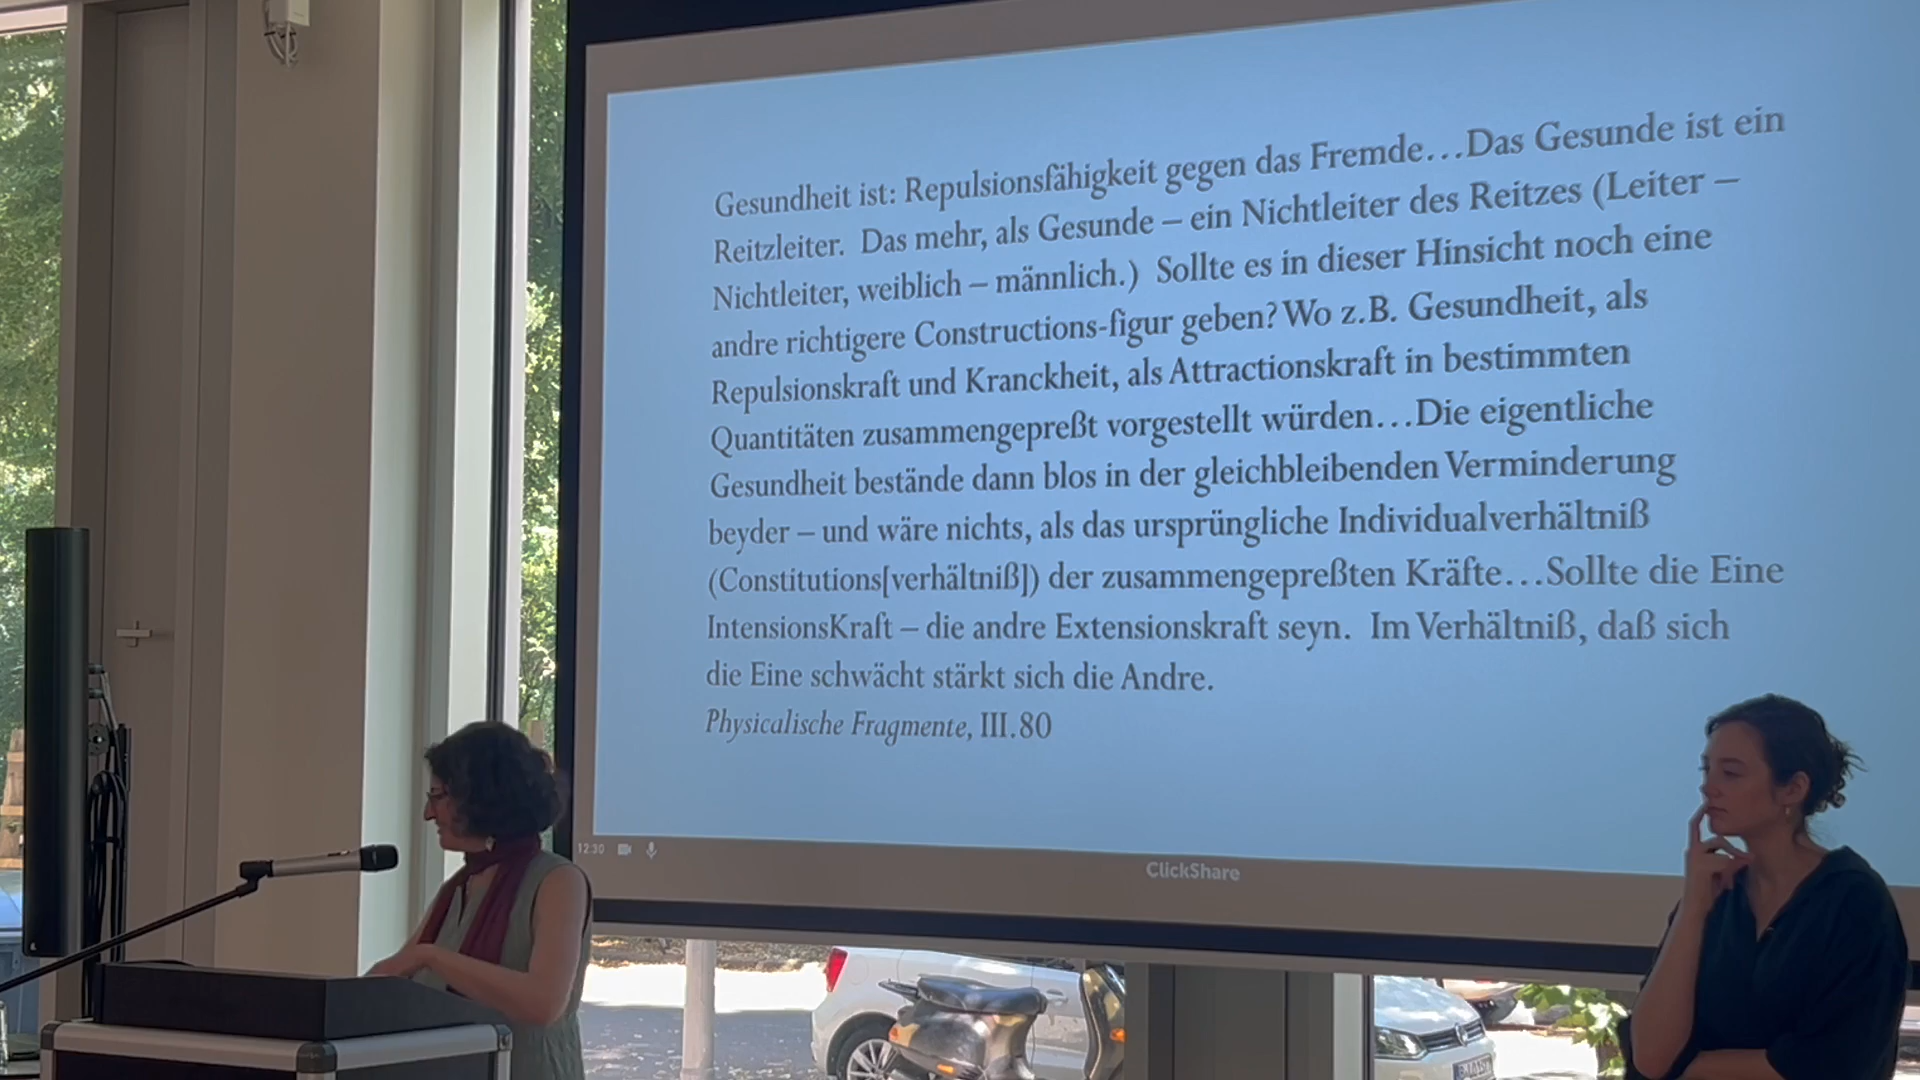 Gesundheit ist: Repulsionsfähigkeit gegen das Fremde…Das Gesunde ist ein
Reitzleiter. Das mehr, als Gesunde – ein Nichtleiter des Reitzes (Leiter –
Nichtleiter, weiblich – männlich.) Sollte es in dieser Hinsicht noch eine
andre richtigere Constructions-figur geben? Wo z.B. Gesundheit, als
Repulsionskraft und Kranckheit, als Attractionskraft in bestimmten
Quantitäten zusammengepreßt vorgestellt würden…Die eigentliche
Gesundheit bestände dann blos in der gleichbleibenden Verminderung
beyder – und wäre nichts, als das ursprüngliche Individualverhältniß
(Constitutions[verhältniß]) der zusammengepreßten Kräfte…Sollte die Eine
IntensionsKraft – die andre Extensionskraft seyn. Im Verhältniß, daß sich
die Eine schwächt stärkt sich die Andre.
Physicalische Fragmente, III.80
12:30
ClickShare